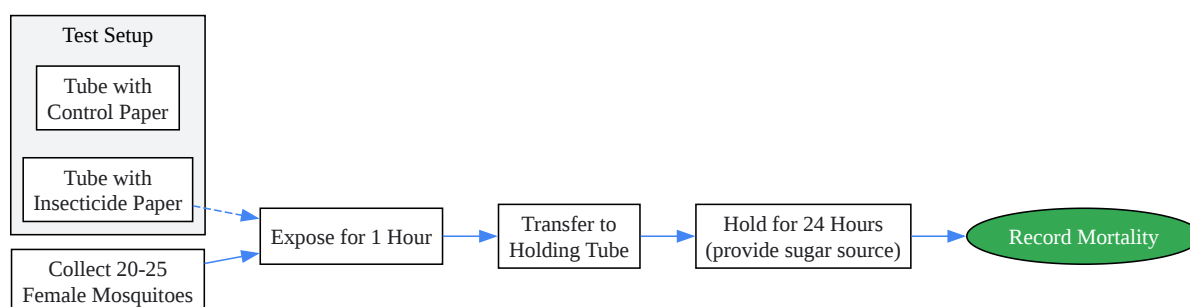 Test Setup
Tube with
Control Paper
Tube with
Insecticide Paper
Collect 20-25
Female Mosquitoes
Expose for 1 Hour
Transfer to
Holding Tube
Hold for 24 Hours
(provide sugar source)
Record Mortality